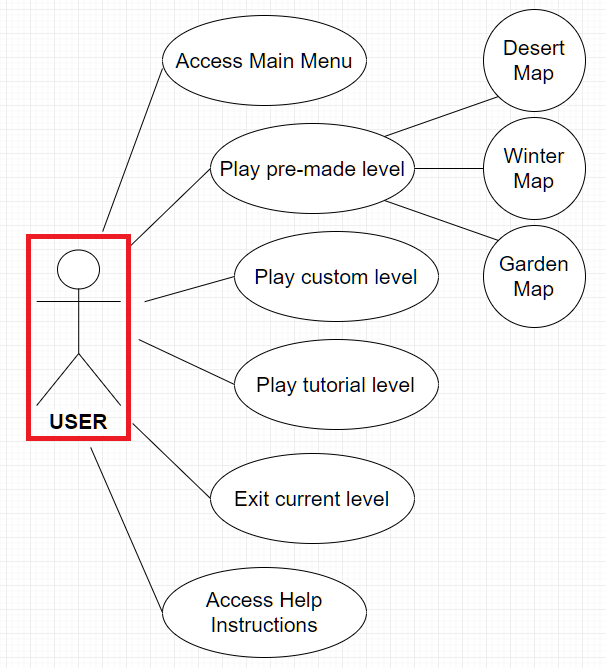 Access Main Menu
Desert
Map
Play pre-made level
Winter
Map
Play custom level
Garden
Map
Play tutorial level
USER
Exit current level
Access Help
Instructions